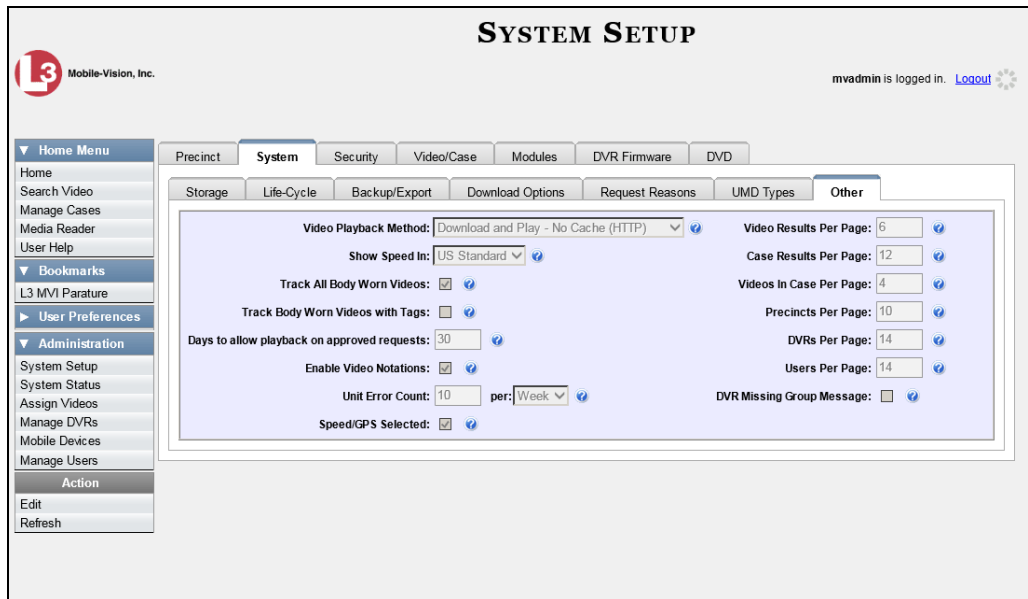 SYSTEM SETUP
L3 Mobile-Vision, Inc.
mvadmin is logged in. Logout
Home Menu
Home
Search Video
Manage Cases
Media Reader
User Help
Bookmarks
L3 MVI Parature
User Preferences
Administration
System Setup
System Status
Assign Videos
Manage DVRs
Mobile Devices
Manage Users
Action
Edit
Refresh
Precinct System Security Video/Case Modules DVR Firmware DVD
Storage Life-Cycle Backup/Export Download Options Request Reasons UMD Types Other
Video Playback Method: Download and Play - No Cache (HTTP) ?
Show Speed In: US Standard ?
Track All Body Worn Videos: ?
Track Body Worn Videos with Tags: ?
Days to allow playback on approved requests: 30 ?
Enable Video Notations: ?
Unit Error Count: 10 per: Week ?
Speed/GPS Selected: ?
Video Results Per Page: 6 ?
Case Results Per Page: 12 ?
Videos In Case Per Page: 4 ?
Precincts Per Page: 10 ?
DVRs Per Page: 14 ?
Users Per Page: 14 ?
DVR Missing Group Message: ?